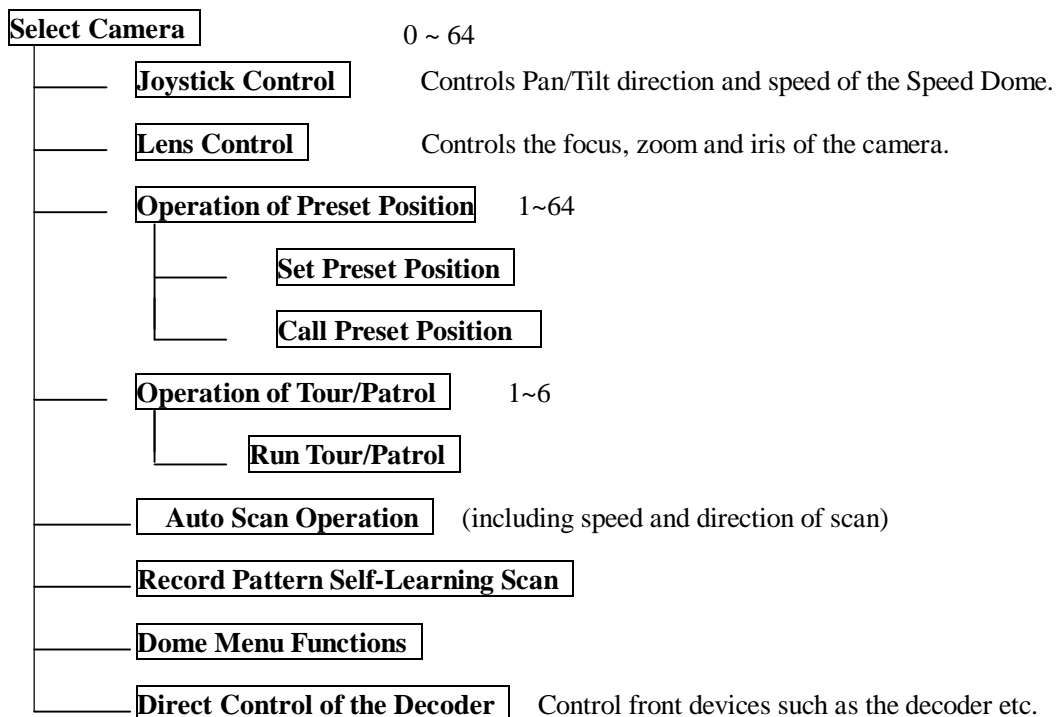 Select Camera 0 ~ 64
Joystick Control Controls Pan/Tilt direction and speed of the Speed Dome.
Lens Control Controls the focus, zoom and iris of the camera.
Operation of Preset Position 1~64
Set Preset Position
Call Preset Position
Operation of Tour/Patrol 1~6
Run Tour/Patrol
Auto Scan Operation (including speed and direction of scan)
Record Pattern Self-Learning Scan
Dome Menu Functions
Direct Control of the Decoder Control front devices such as the decoder etc.